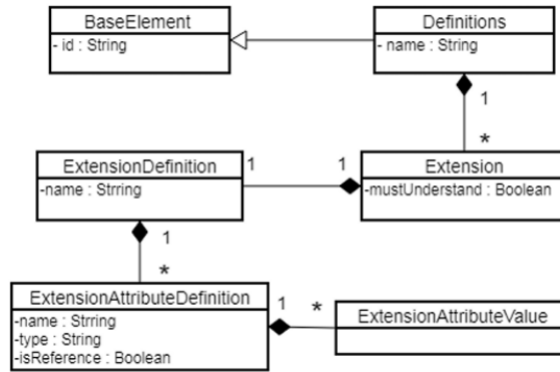 BaseElement
- id : String
Definitions
- name : String
1
*
ExtensionDefinition
-name : Strring
1
1
Extension
-mustUnderstand : Boolean
1
*
ExtensionAttributeDefinition
-name : Strring
-type : String
-isReference : Boolean
1
*
ExtensionAttributeValue